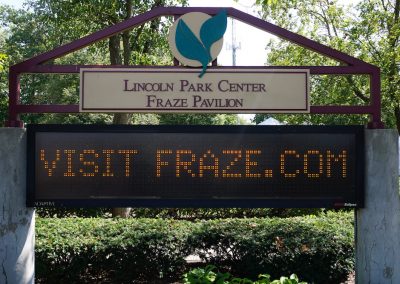 LINCOLN PARK CENTER
FRAZE PAVILION
VISIT FRAZE.COM